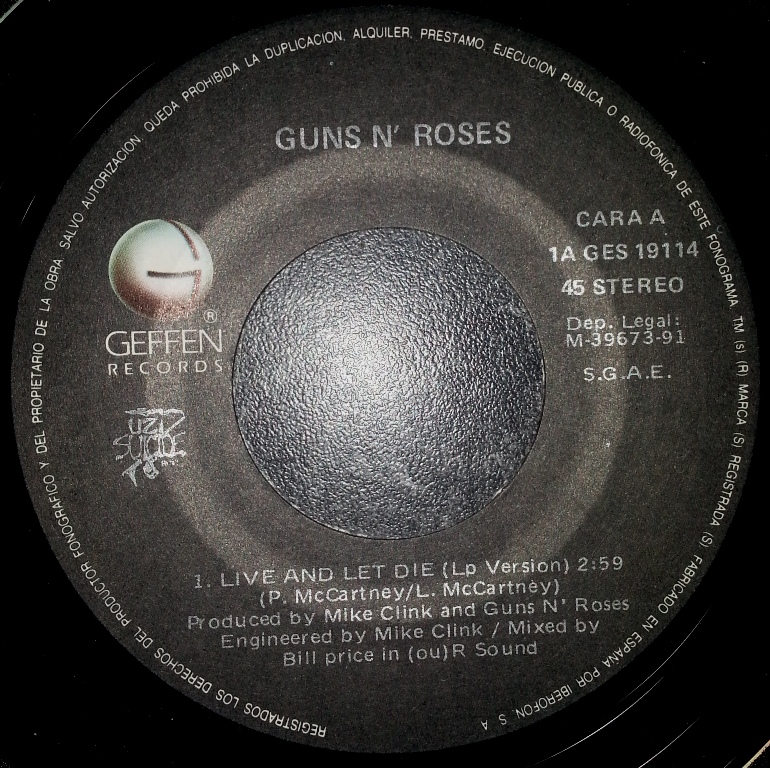 GUNS N' ROSES
CARA A
1A GES 19114
45 STEREO
Dep. Legal:
M-39673-91
S.G.A.E.
®
GEFFEN
RECORDS
UZI
SUICIDE
1. LIVE AND LET DIE (Lp Version) 2:59
(P. McCartney/L. McCartney)
Produced by Mike Clink and Guns N' Roses
Engineered by Mike Clink / Mixed by
Bill price in (ou)R Sound
REGISTRADOS LOS DERECHOS DEL PRODUCTOR FONOGRAFICO Y DEL PROPIETARIO DE LA OBRA. SALVO AUTORIZACION, QUEDA PROHIBIDA LA DUPLICACION, ALQUILER, PRESTAMO, EJECUCION PUBLICA O RADIOFONICA DE ESTE FONOGRAMA. TM (S) (R) MARCA (S) REGISTRADA (S) FABRICADO EN ESPAÑA POR IBEROFON, S. A